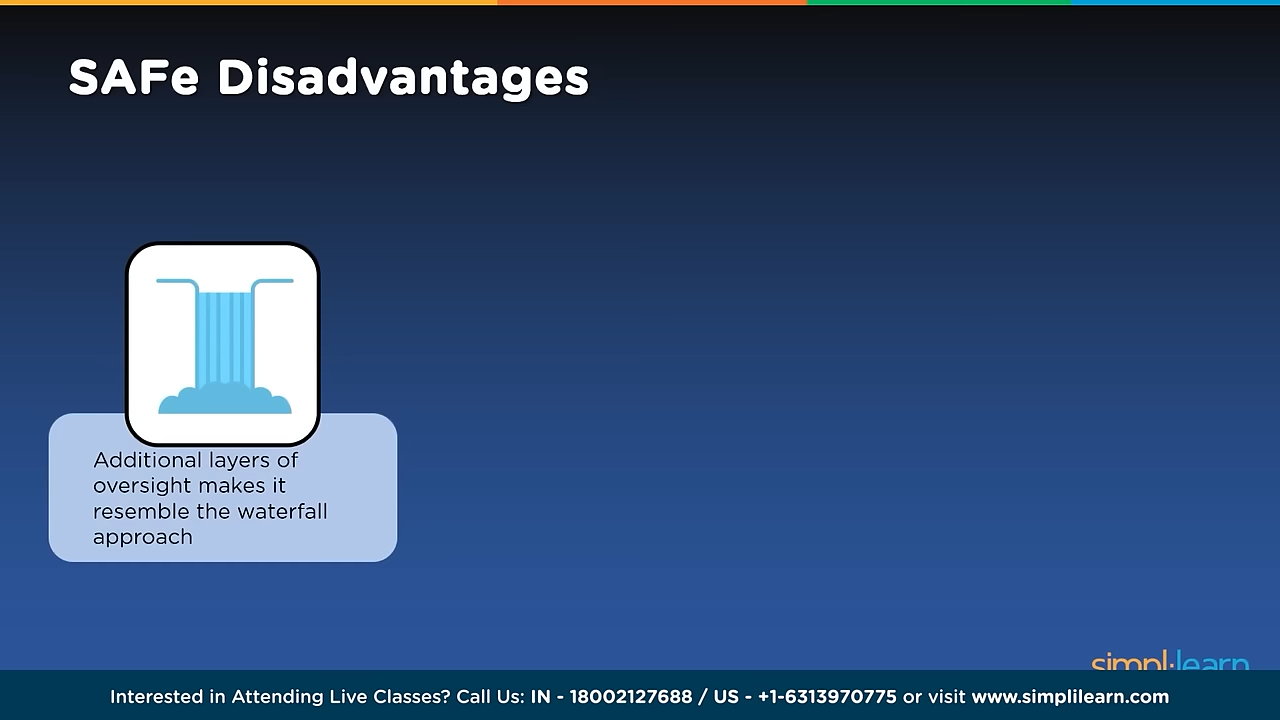 SAFe Disadvantages
Additional layers of
oversight makes it
resemble the waterfall
approach
simpl·learn
Interested in Attending Live Classes? Call Us: IN - 18002127688 / US - +1-6313970775 or visit www.simplilearn.com